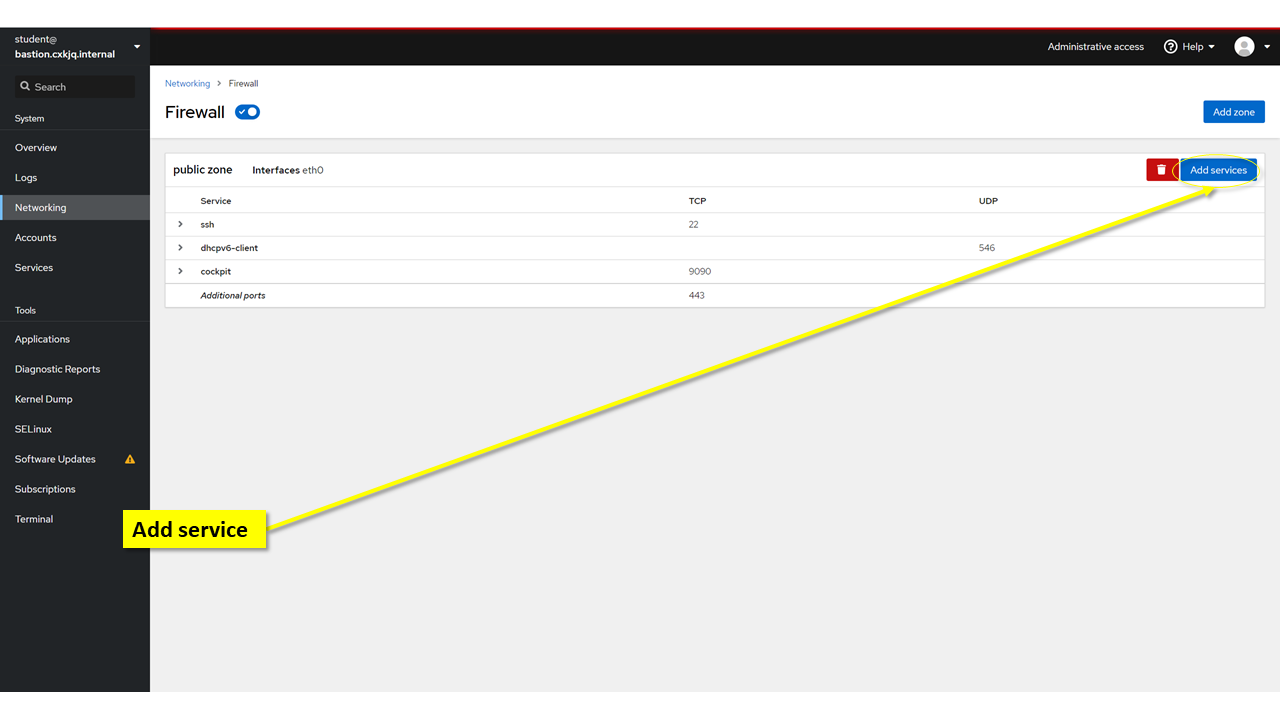 student@
bastion.cxkjq.internal
Administrative access
Help
Search
System
Overview
Logs
Networking
Accounts
Services
Tools
Applications
Diagnostic Reports
Kernel Dump
SELinux
Software Updates
Subscriptions
Terminal
Networking > Firewall
Firewall
Add zone
public zone Interfaces eth0
Add services
Service TCP UDP
ssh 22
dhcpv6-client 546
cockpit 9090
Additional ports 443
Add service